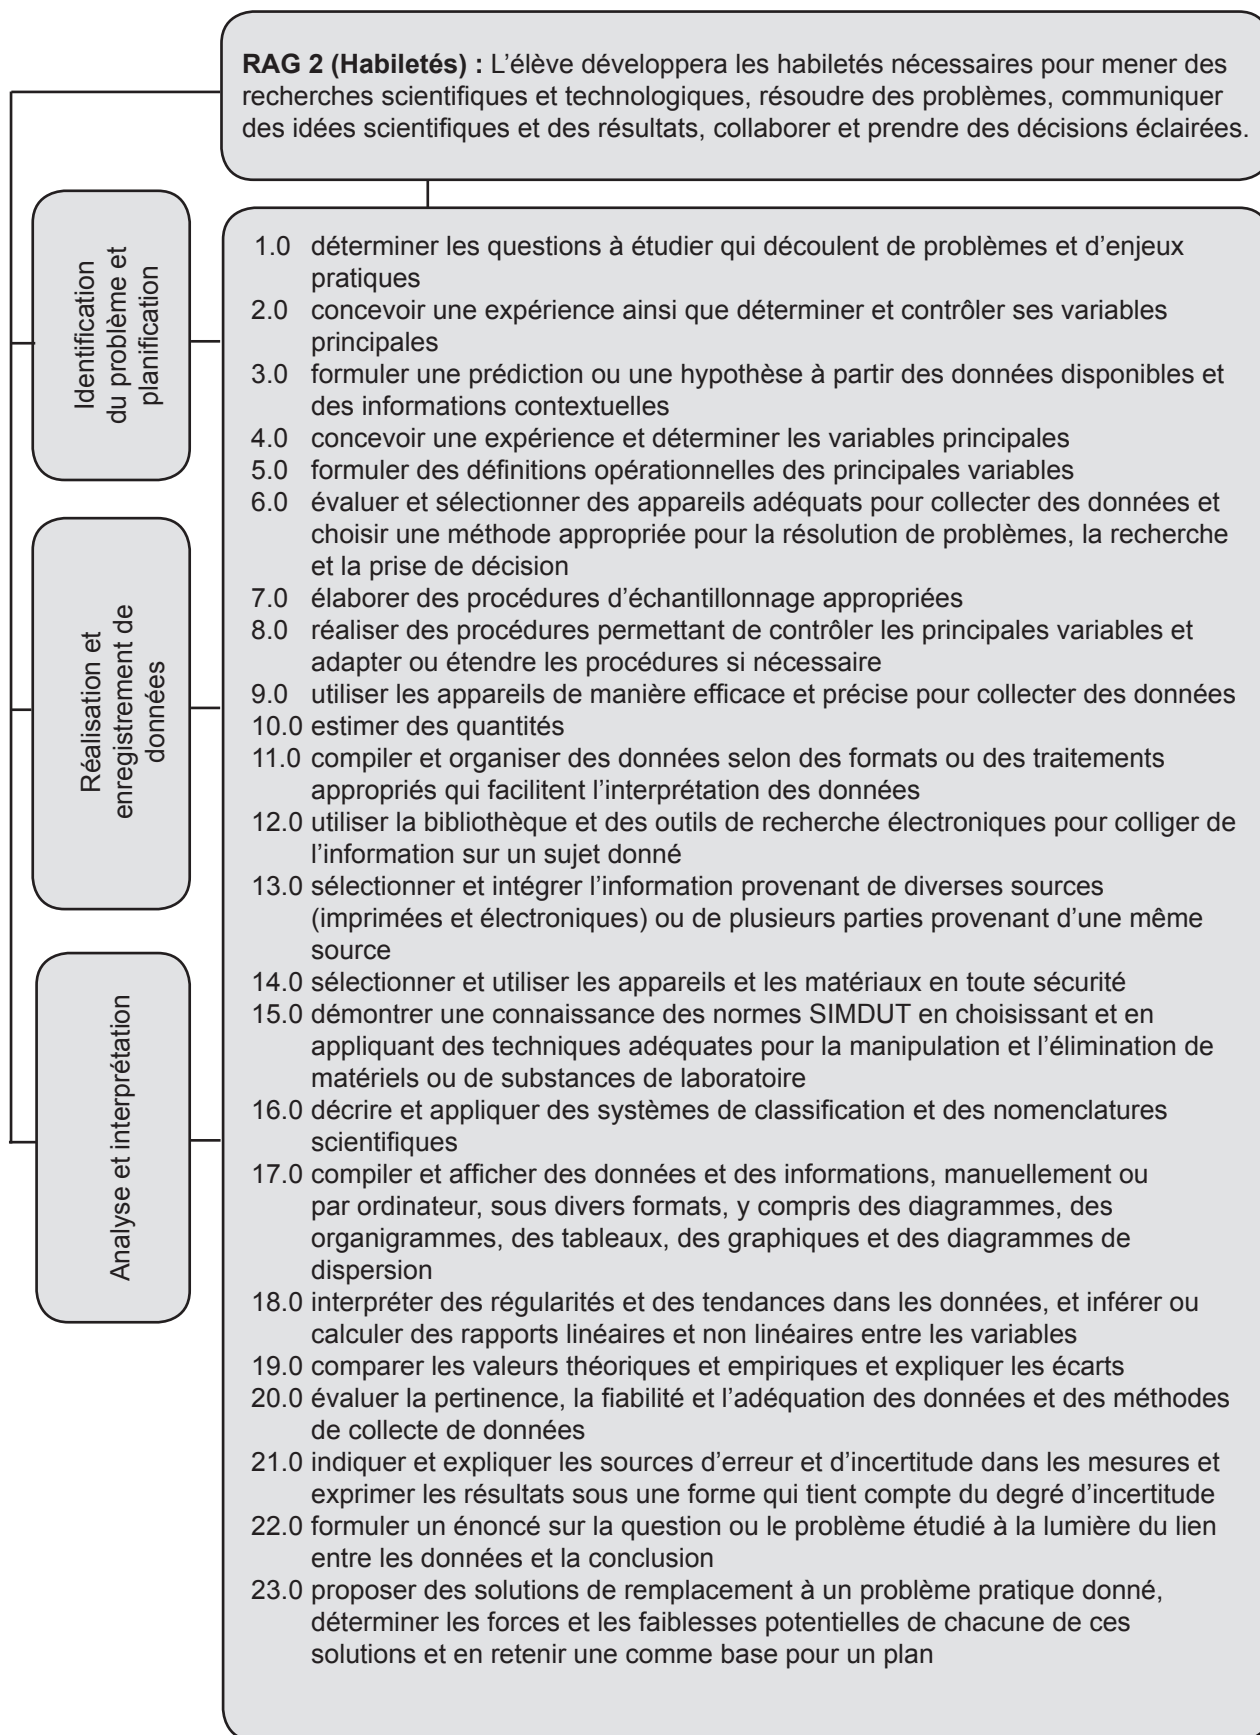 RAG 2 (Habiletés) : L’élève développera les habiletés nécessaires pour mener des
recherches scientifiques et technologiques, résoudre des problèmes, communiquer
des idées scientifiques et des résultats, collaborer et prendre des décisions éclairées.
Identification
du problème et
planification
Réalisation et
enregistrement de
données
Analyse et interprétation
1.0 déterminer les questions à étudier qui découlent de problèmes et d’enjeux
pratiques
2.0 concevoir une expérience ainsi que déterminer et contrôler ses variables
principales
3.0 formuler une prédiction ou une hypothèse à partir des données disponibles et
des informations contextuelles
4.0 concevoir une expérience et déterminer les variables principales
5.0 formuler des définitions opérationnelles des principales variables
6.0 évaluer et sélectionner des appareils adéquats pour collecter des données et
choisir une méthode appropriée pour la résolution de problèmes, la recherche
et la prise de décision
7.0 élaborer des procédures d’échantillonnage appropriées
8.0 réaliser des procédures permettant de contrôler les principales variables et
adapter ou étendre les procédures si nécessaire
9.0 utiliser les appareils de manière efficace et précise pour collecter des données
10.0 estimer des quantités
11.0 compiler et organiser des données selon des formats ou des traitements
appropriés qui facilitent l’interprétation des données
12.0 utiliser la bibliothèque et des outils de recherche électroniques pour colliger de
l’information sur un sujet donné
13.0 sélectionner et intégrer l’information provenant de diverses sources
(imprimées et électroniques) ou de plusieurs parties provenant d’une même
source
14.0 sélectionner et utiliser les appareils et les matériaux en toute sécurité
15.0 démontrer une connaissance des normes SIMDUT en choisissant et en
appliquant des techniques adéquates pour la manipulation et l’élimination de
matériels ou de substances de laboratoire
16.0 décrire et appliquer des systèmes de classification et des nomenclatures
scientifiques
17.0 compiler et afficher des données et des informations, manuellement ou
par ordinateur, sous divers formats, y compris des diagrammes, des
organigrammes, des tableaux, des graphiques et des diagrammes de
dispersion
18.0 interpréter des régularités et des tendances dans les données, et inférer ou
calculer des rapports linéaires et non linéaires entre les variables
19.0 comparer les valeurs théoriques et empiriques et expliquer les écarts
20.0 évaluer la pertinence, la fiabilité et l’adéquation des données et des méthodes
de collecte de données
21.0 indiquer et expliquer les sources d’erreur et d’incertitude dans les mesures et
exprimer les résultats sous une forme qui tient compte du degré d’incertitude
22.0 formuler un énoncé sur la question ou le problème étudié à la lumière du lien
entre les données et la conclusion
23.0 proposer des solutions de remplacement à un problème pratique donné,
déterminer les forces et les faiblesses potentielles de chacune de ces
solutions et en retenir une comme base pour un plan